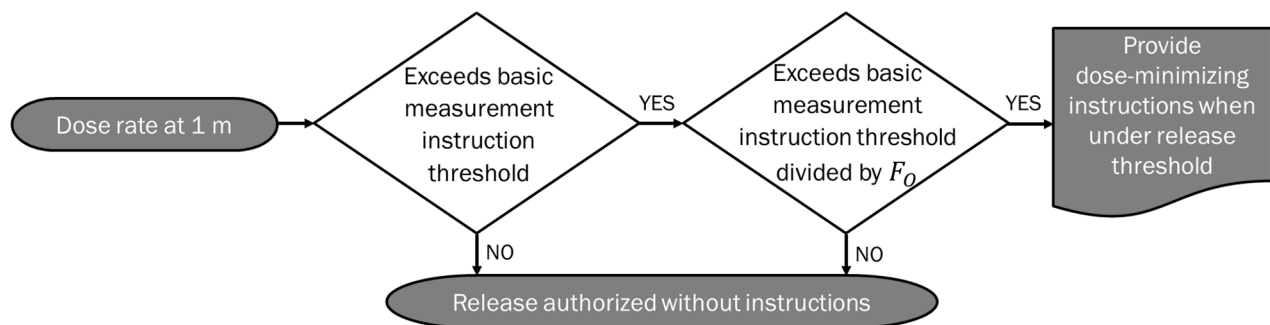 Dose rate at 1 m
Exceeds basic
measurement
instruction
threshold
YES
Exceeds basic
measurement
instruction threshold
divided by F_O
YES
Provide
dose-minimizing
instructions when
under release
threshold
NO
NO
Release authorized without instructions